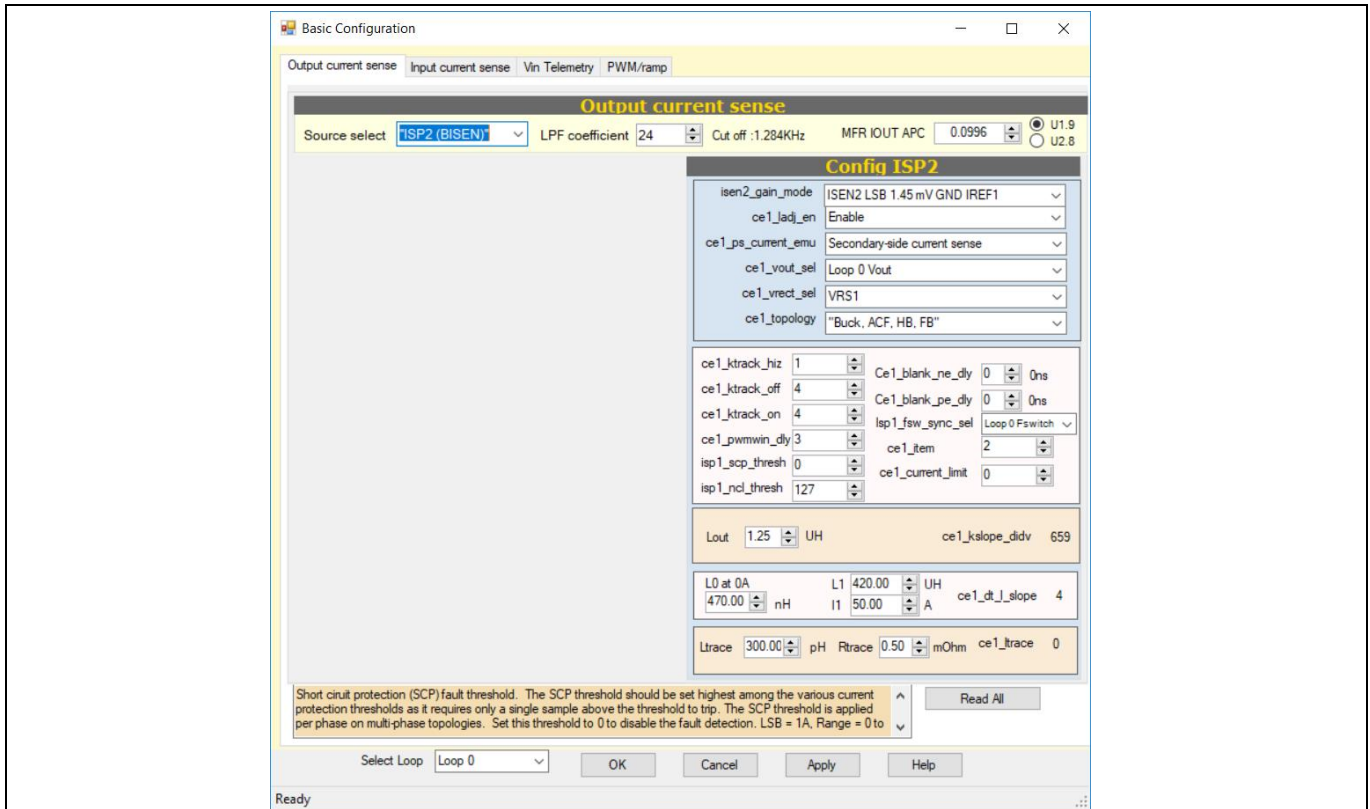 Basic Configuration
Output current sense Input current sense Vin Telemetry PWM/ramp
Output current sense
Source select "ISP2 (BISEN)" LPF coefficient 24 Cut off :1.284KHz MFR IOUT APC 0.0996 U1.9
U2.8
Config ISP2
isen2_gain_mode ISEN2 LSB 1.45 mV GND IREF1
ce1_ladj_en Enable
ce1_ps_current_emu Secondary-side current sense
ce1_vout_sel Loop 0 Vout
ce1_vrect_sel VRS1
ce1_topology "Buck, ACF, HB, FB"
ce1_ktrack_hiz 1
ce1_ktrack_off 4
ce1_ktrack_on 4
ce1_pwmwin_dly 3
isp1_scp_thresh 0
isp1_ncl_thresh 127
Ce1_blank_ne_dly 0 0ns
Ce1_blank_pe_dly 0 0ns
Isp1_fsw_sync_sel Loop 0 Fswitch
ce1_item 2
ce1_current_limit 0
Lout 1.25 UH ce1_kslope_didv 659
L0 at 0A
470.00 nH
L1 420.00 UH
I1 50.00 A
ce1_dt_l_slope 4
Ltrace 300.00 pH Rtrace 0.50 mOhm ce1_ltrace 0
Short ciruit protection (SCP) fault threshold. The SCP threshold should be set highest among the various current
protection thresholds as it requires only a single sample above the threshold to trip. The SCP threshold is applied
per phase on multi-phase topologies. Set this threshold to 0 to disable the fault detection. LSB = 1A, Range = 0 to
Read All
Select Loop Loop 0 OK Cancel Apply Help
Ready